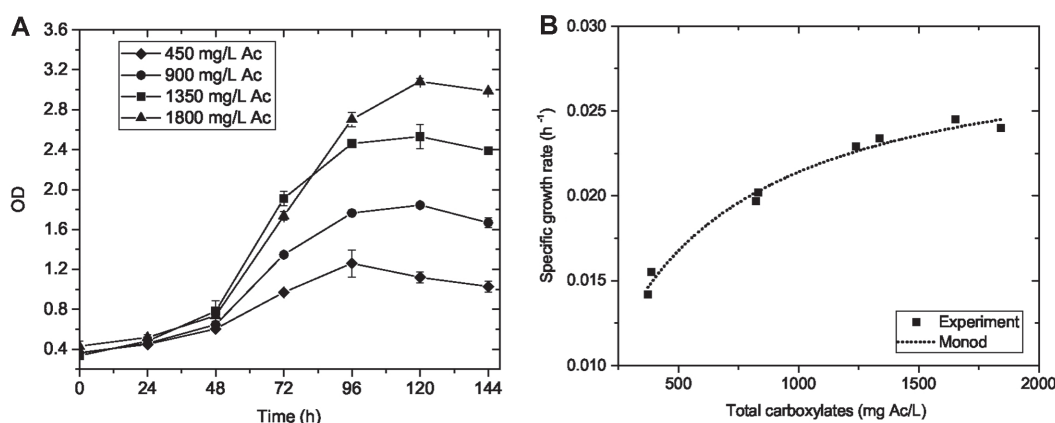 A
OD
3.6
3.2
2.8
2.4
2.0
1.6
1.2
0.8
0.4
450 mg/L Ac
900 mg/L Ac
1350 mg/L Ac
1800 mg/L Ac
0 24 48 72 96 120 144
Time (h)
B
Specific growth rate (h⁻¹)
0.030
0.025
0.020
0.015
0.010
Experiment
Monod
500 1000 1250 1500 1750 2000
Total carboxylates (mg Ac/L)